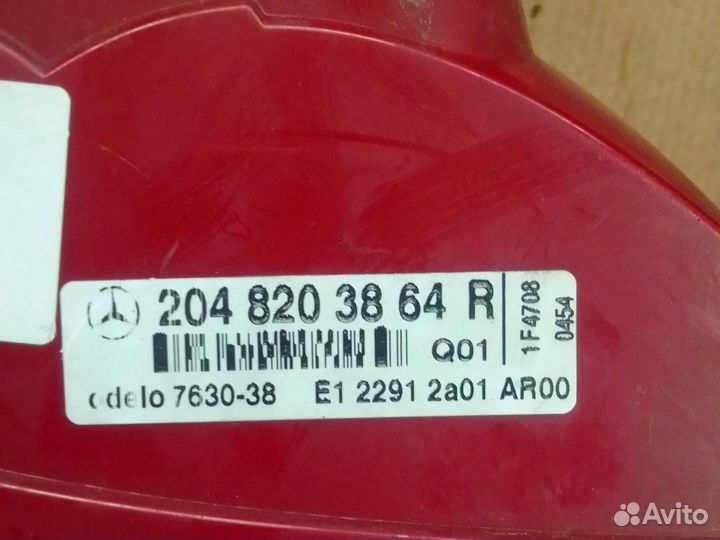 204 820 38 64 R
Q01
odelo 7630-38 E1 2291 2a01 AR00
1F4708
0454
Avito